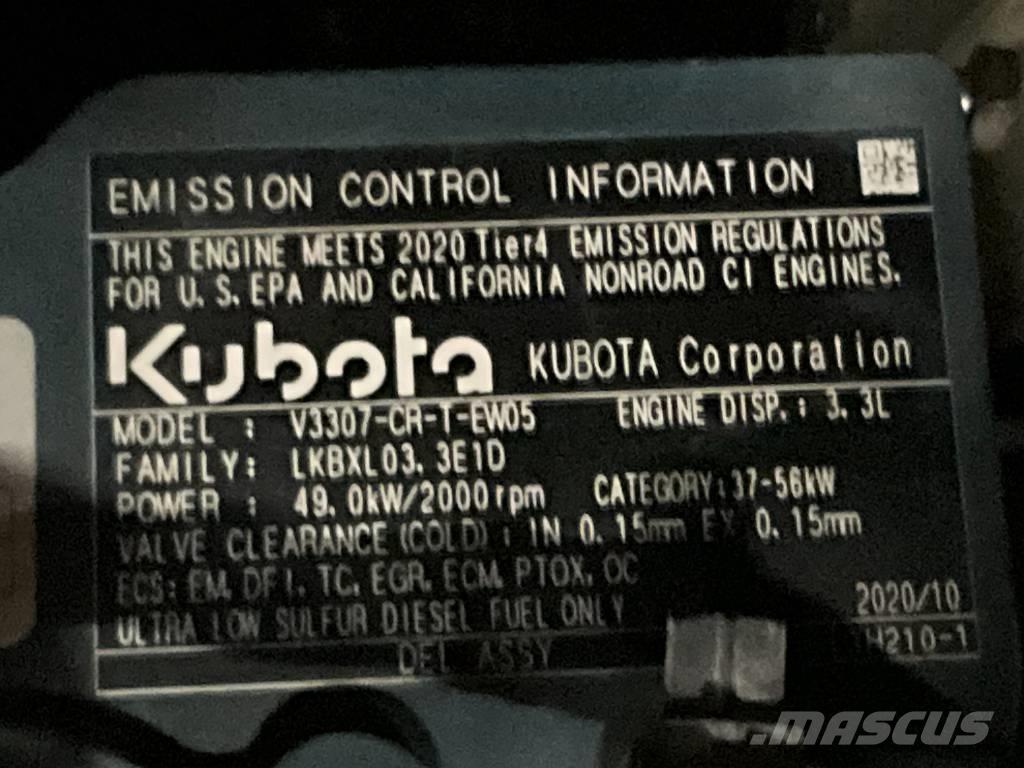 EMISSION CONTROL INFORMATION
THIS ENGINE MEETS 2020 Tier4 EMISSION REGULATIONS
FOR U.S.EPA AND CALIFORNIA NONROAD CI ENGINES.
Kubota KUBOTA Corporation
MODEL : V3307-CR-T-EW05 ENGINE DISP.: 3.3L
FAMILY: LKBXL03.3E1D
POWER : 49.0kW/2000rpm CATEGORY:37-56kW
VALVE CLEARANCE(COLD): IN 0.15mm EX 0.15mm
ECS: EM, DFI, TC, EGR, ECM, PTOX, OC
ULTRA LOW SULFUR DIESEL FUEL ONLY 2020/10
ASSY H210-1
MASCUS